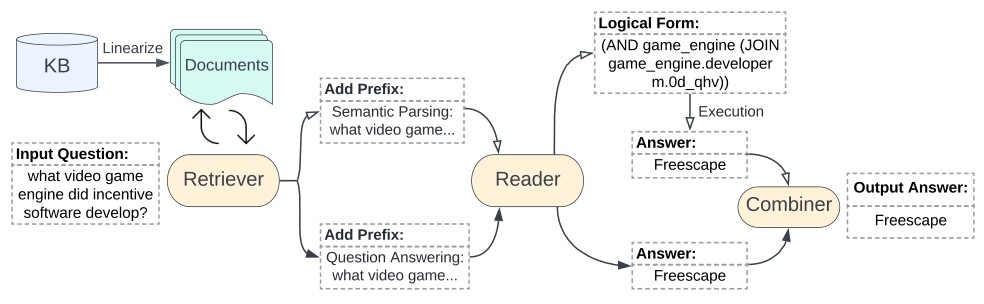 KB
Linearize
Documents
Input Question:
what video game
engine did incentive
software develop?
Retriever
Add Prefix:
Semantic Parsing:
what video game...
Add Prefix:
Question Answering:
what video game...
Reader
Logical Form:
(AND game_engine (JOIN
game_engine.developer
m.0d_qhv))
Execution
Answer:
Freescape
Answer:
Freescape
Combiner
Output Answer:
Freescape